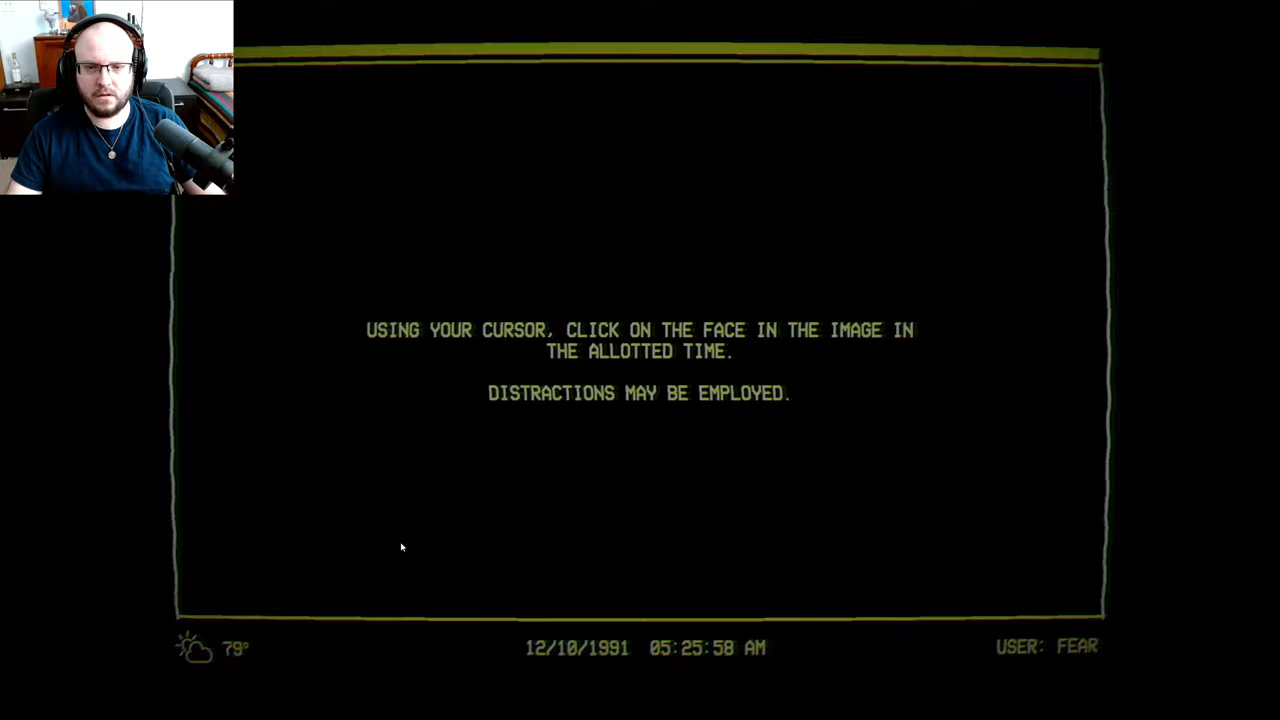 USING YOUR CURSOR, CLICK ON THE FACE IN THE IMAGE IN
THE ALLOTTED TIME.
DISTRACTIONS MAY BE EMPLOYED.
79° 12/10/1991 05:25:58 AM USER: FEAR